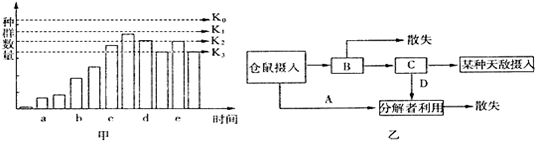 种群数量
K₀
K₁
K₂
K₃
a b c d e 时间
甲
散失
仓鼠摄入 B C 某种天敌摄入
D
A 分解者利用 散失
乙